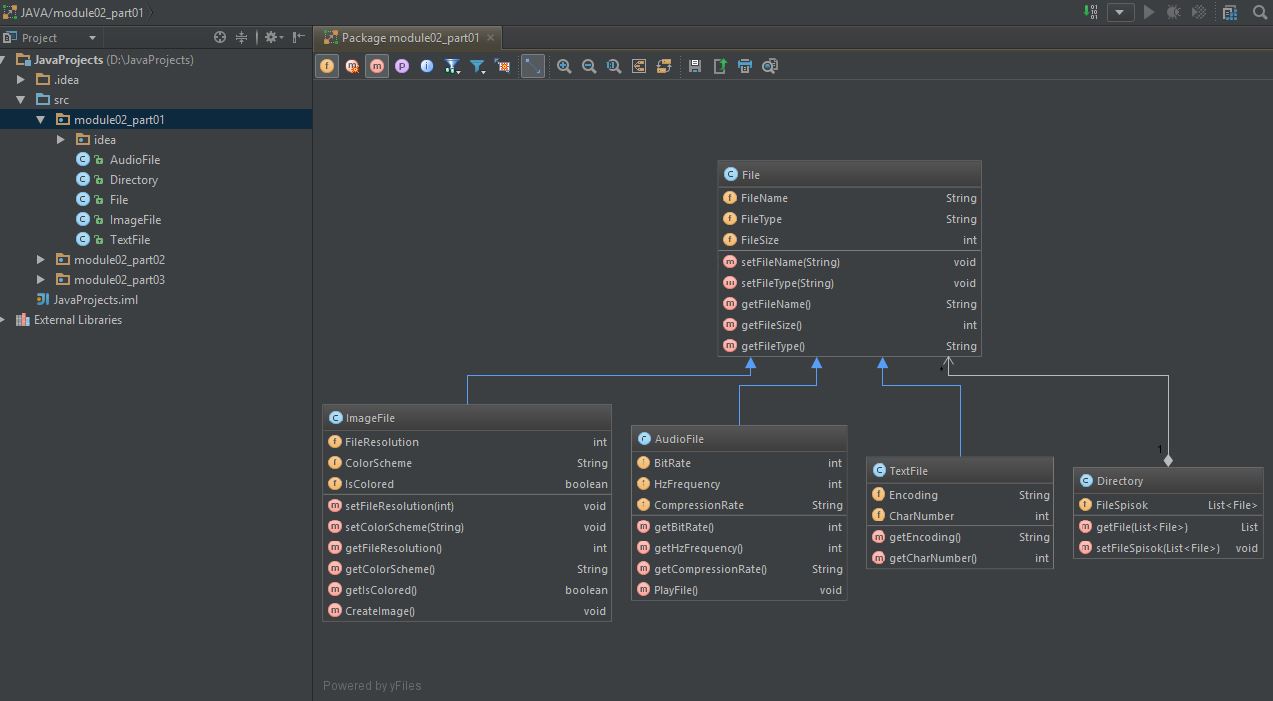 JAVA/module02_part01
Project
Package module02_part01
JavaProjects (D:\JavaProjects)
.idea
src
module02_part01
idea
AudioFile
Directory
File
ImageFile
TextFile
module02_part02
module02_part03
JavaProjects.iml
External Libraries
File
FileName String
FileType String
FileSize int
setFileName(String) void
setFileType(String) void
getFileName() String
getFileSize() int
getFileType() String
*
1
ImageFile
FileResolution int
ColorScheme String
IsColored boolean
setFileResolution(int) void
setColorScheme(String) void
getFileResolution() int
getColorScheme() String
getIsColored() boolean
CreateImage() void
AudioFile
BitRate int
HzFrequency int
CompressionRate String
getBitRate() int
getHzFrequency() int
getCompressionRate() String
PlayFile() void
TextFile
Encoding String
CharNumber int
getEncoding() String
getCharNumber() int
Directory
FileSpisok List<File>
getFile(List<File>) List
setFileSpisok(List<File>) void
Powered by yFiles